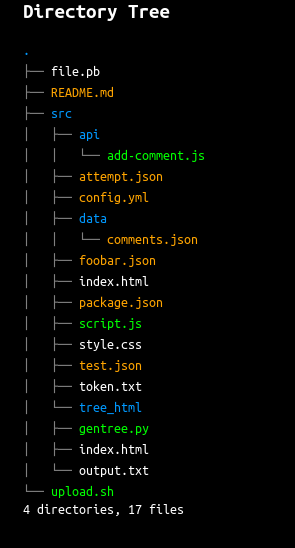 Directory Tree
.
├── file.pb
├── README.md
├── src
│   ├── api
│   │   └── add-comment.js
│   ├── attempt.json
│   ├── config.yml
│   ├── data
│   │   └── comments.json
│   ├── foobar.json
│   ├── index.html
│   ├── package.json
│   ├── script.js
│   ├── style.css
│   ├── test.json
│   ├── token.txt
│   └── tree_html
│   ├── gentree.py
│   ├── index.html
│   └── output.txt
└── upload.sh
4 directories, 17 files